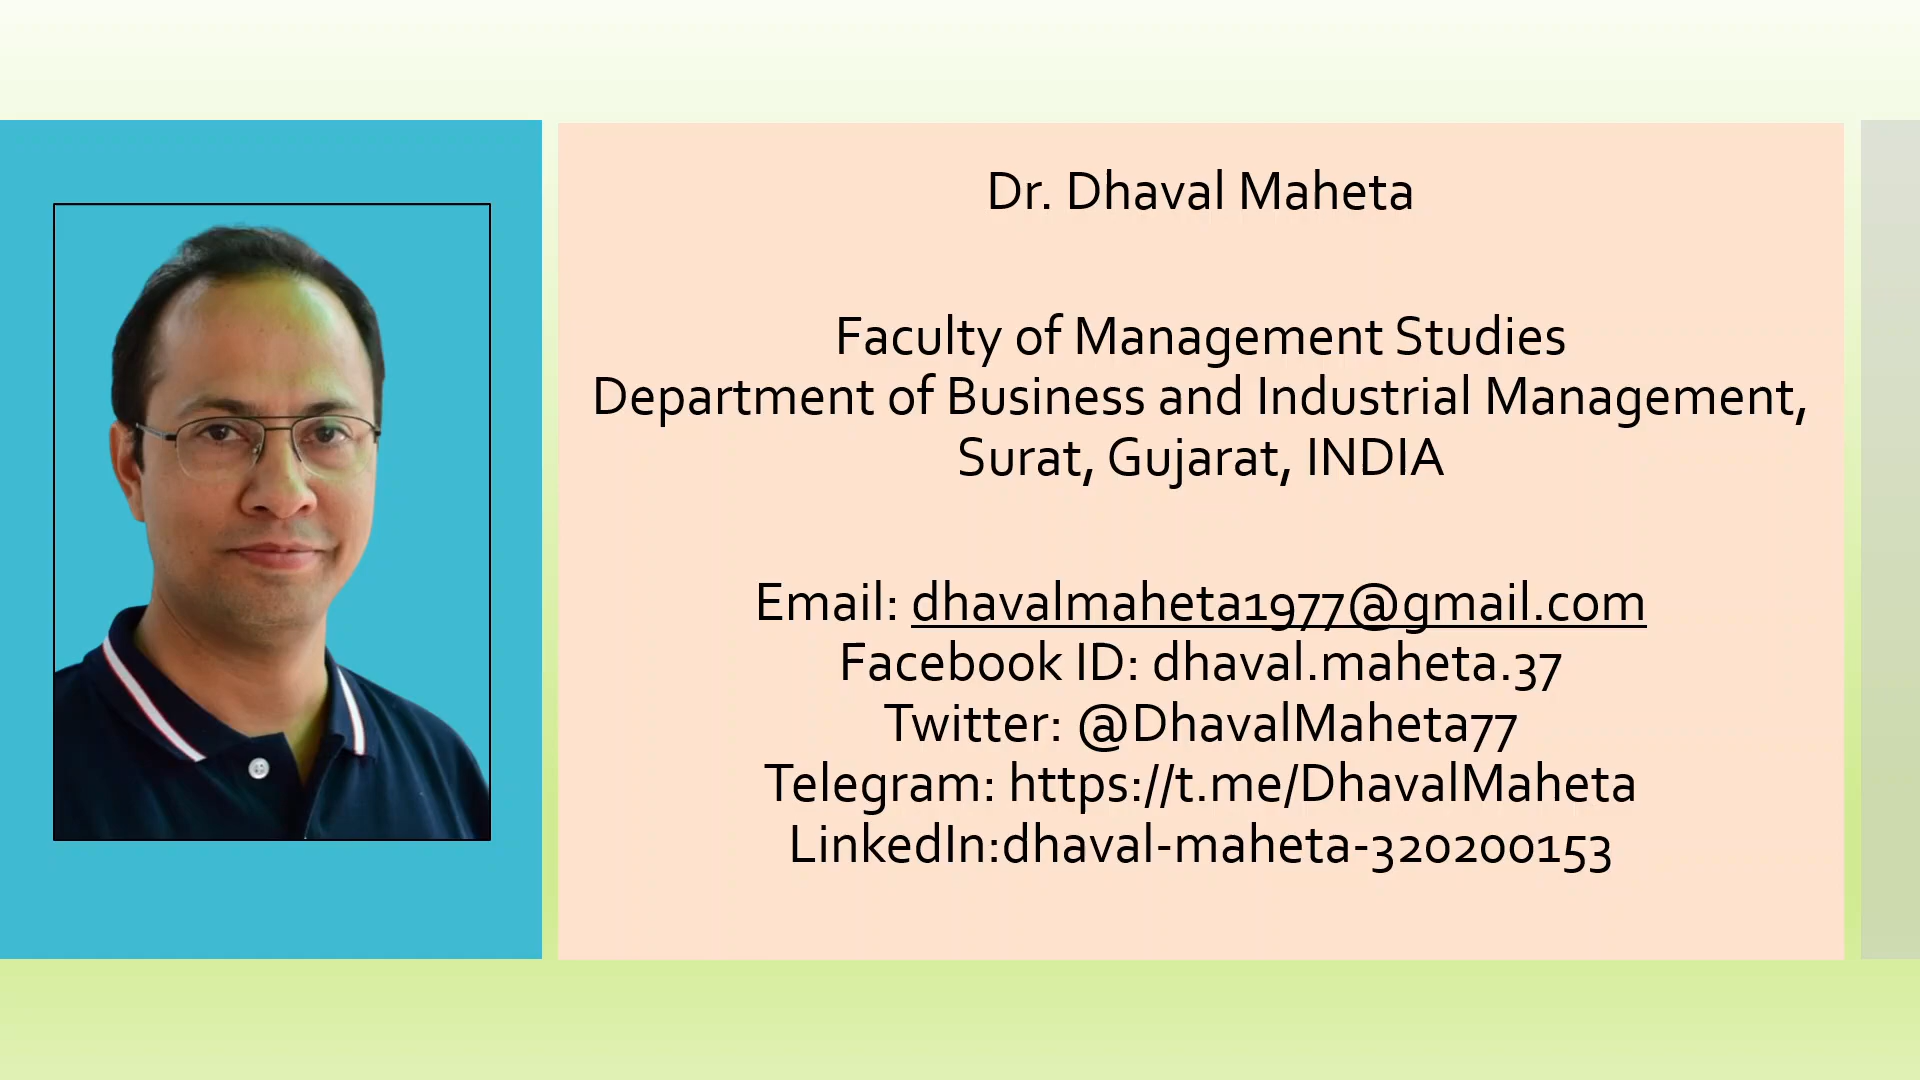 Dr. Dhaval Maheta
Faculty of Management Studies
Department of Business and Industrial Management,
Surat, Gujarat, INDIA
Email: dhavalmaheta1977@gmail.com
Facebook ID: dhaval.maheta.37
Twitter: @DhavalMaheta77
Telegram: https://t.me/DhavalMaheta
LinkedIn:dhaval-maheta-320200153